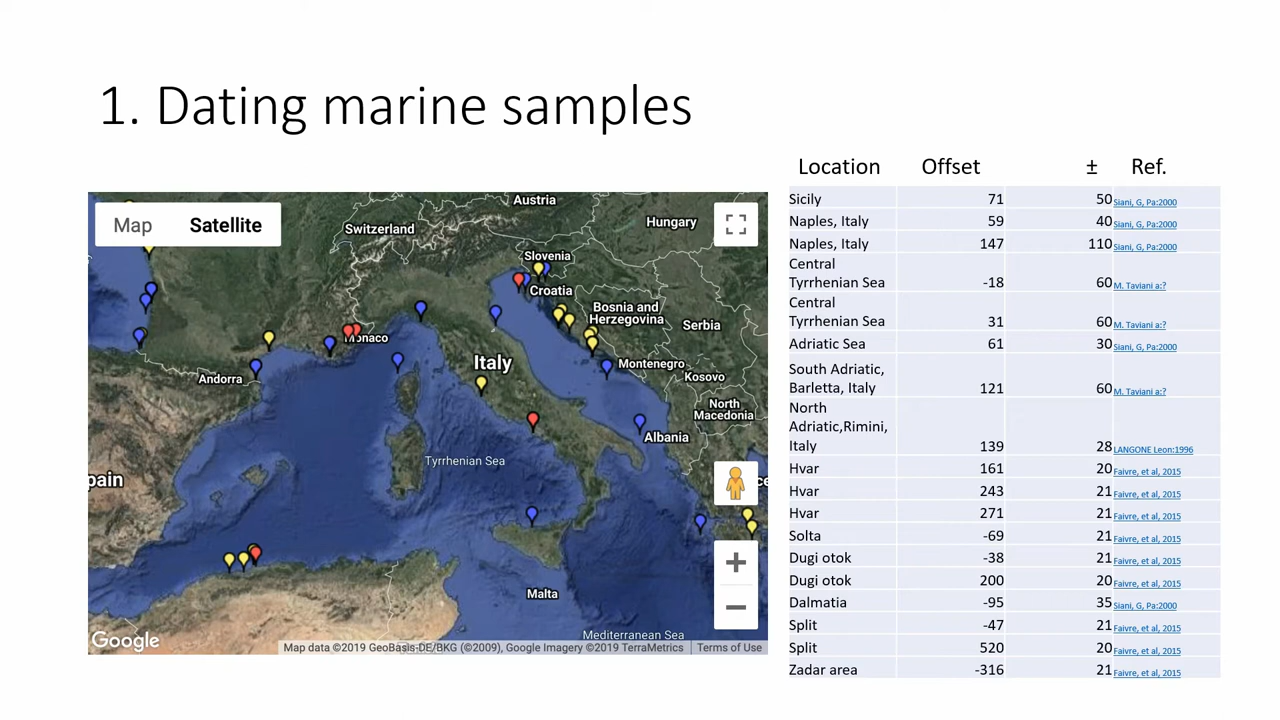 1. Dating marine samples
Map Satellite
Austria
Switzerland
Hungary
Slovenia
Croatia
Bosnia and
Herzegovina
Serbia
Monaco
Italy
Montenegro
Kosovo
Andorra
North
Macedonia
Albania
Tyrrhenian Sea
pain
ce
Malta
Mediterranean Sea
Google
Map data ©2019 GeoBasis-DE/BKG (©2009), Google Imagery ©2019 TerraMetrics Terms of Use
Location Offset ± Ref.
Sicily 71 50 Siani, G, Pa:2000
Naples, Italy 59 40 Siani, G, Pa:2000
Naples, Italy 147 110 Siani, G, Pa:2000
Central
Tyrrhenian Sea -18 60 M. Taviani a:?
Central
Tyrrhenian Sea 31 60 M. Taviani a:?
Adriatic Sea 61 30 Siani, G, Pa:2000
South Adriatic,
Barletta, Italy 121 60 M. Taviani a:?
North
Adriatic,Rimini,
Italy 139 28 LANGONE Leon:1996
Hvar 161 20 Faivre, et al, 2015
Hvar 243 21 Faivre, et al, 2015
Hvar 271 21 Faivre, et al, 2015
Solta -69 21 Faivre, et al, 2015
Dugi otok -38 21 Faivre, et al, 2015
Dugi otok 200 20 Faivre, et al, 2015
Dalmatia -95 35 Siani, G, Pa:2000
Split -47 21 Faivre, et al, 2015
Split 520 20 Faivre, et al, 2015
Zadar area -316 21 Faivre, et al, 2015